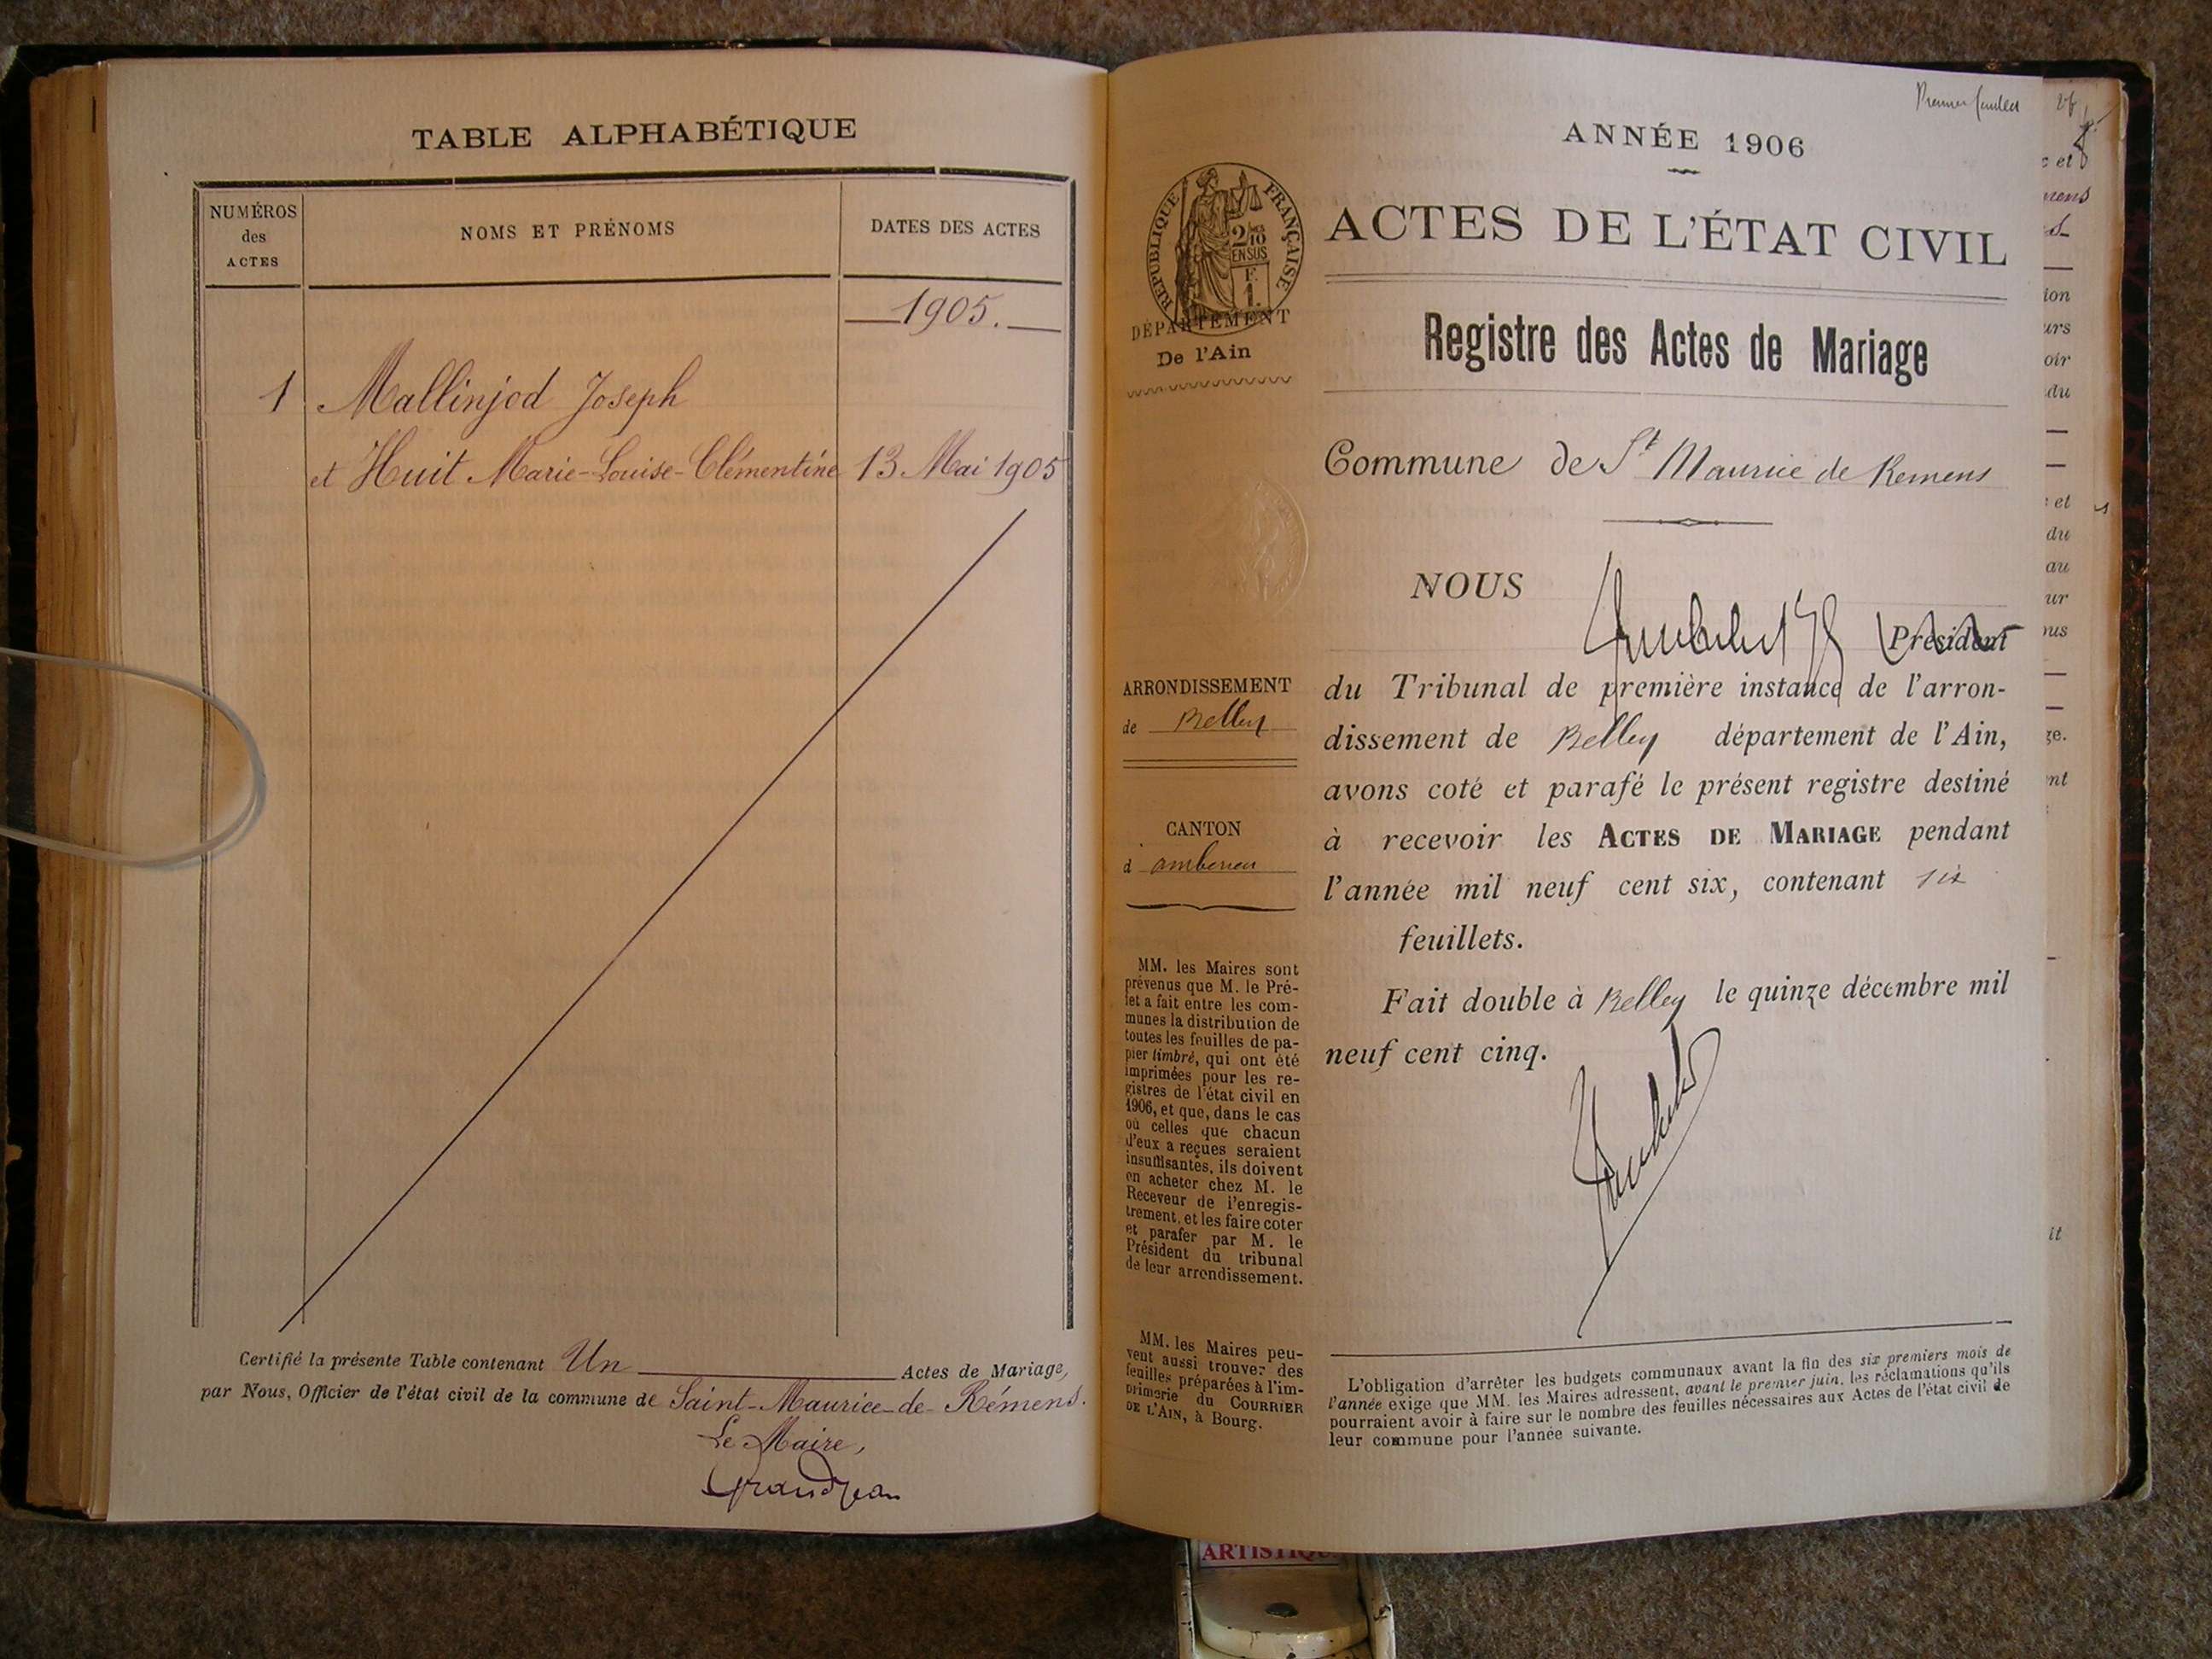 TABLE ALPHABÉTIQUE
NUMÉROS
des
ACTES
NOMS ET PRÉNOMS
DATES DES ACTES
1905.
1 Mallinjod Joseph
et Huit Marie-Louise-Clémentine 13 Mai 1905
Certifié la présente Table contenant Un Actes de Mariage,
par Nous, Officier de l'état civil de la commune de Saint-Maurice-de-Rémens.
Le Maire,
Grandjean
Premier feuillet
ANNÉE 1906
ACTES DE L'ÉTAT CIVIL
Registre des Actes de Mariage
Commune de St Maurice de Remens
RÉPUBLIQUE FRANÇAISE
2/10
EN SUS
F.
1.
DÉPARTEMENT
De l'Ain
NOUS
Président
du Tribunal de première instance de l'arron-
dissement de Belley département de l'Ain,
avons coté et parafé le présent registre destiné
à recevoir les ACTES DE MARIAGE pendant
l'année mil neuf cent six, contenant six
feuillets.
Fait double à Belley le quinze décembre mil
neuf cent cinq.
ARRONDISSEMENT
de Belley
CANTON
d
MM. les Maires sont
prévenus que M. le Pré-
fet a fait entre les com-
munes la distribution de
toutes les feuilles de pa-
pier timbré, qui ont été
imprimées pour les re-
gistres de l'état civil en
1906, et que, dans le cas
où celles que chacun
d'eux a reçues seraient
insuffisantes, ils doivent
en acheter chez M. le
Receveur de l'enregis-
trement, et les faire coter
et parafer par M. le
Président du tribunal
de leur arrondissement.
MM. les Maires peu-
vent aussi trouver des
feuilles préparées à l'im-
primerie du COURRIER
DE L'AIN, à Bourg.
L'obligation d'arrêter les budgets communaux avant la fin des six premiers mois de
l'année exige que MM. les Maires adressent, avant le premier juin, les réclamations qu'ils
pourraient avoir à faire sur le nombre des feuilles nécessaires aux Actes de l'état civil de
leur commune pour l'année suivante.